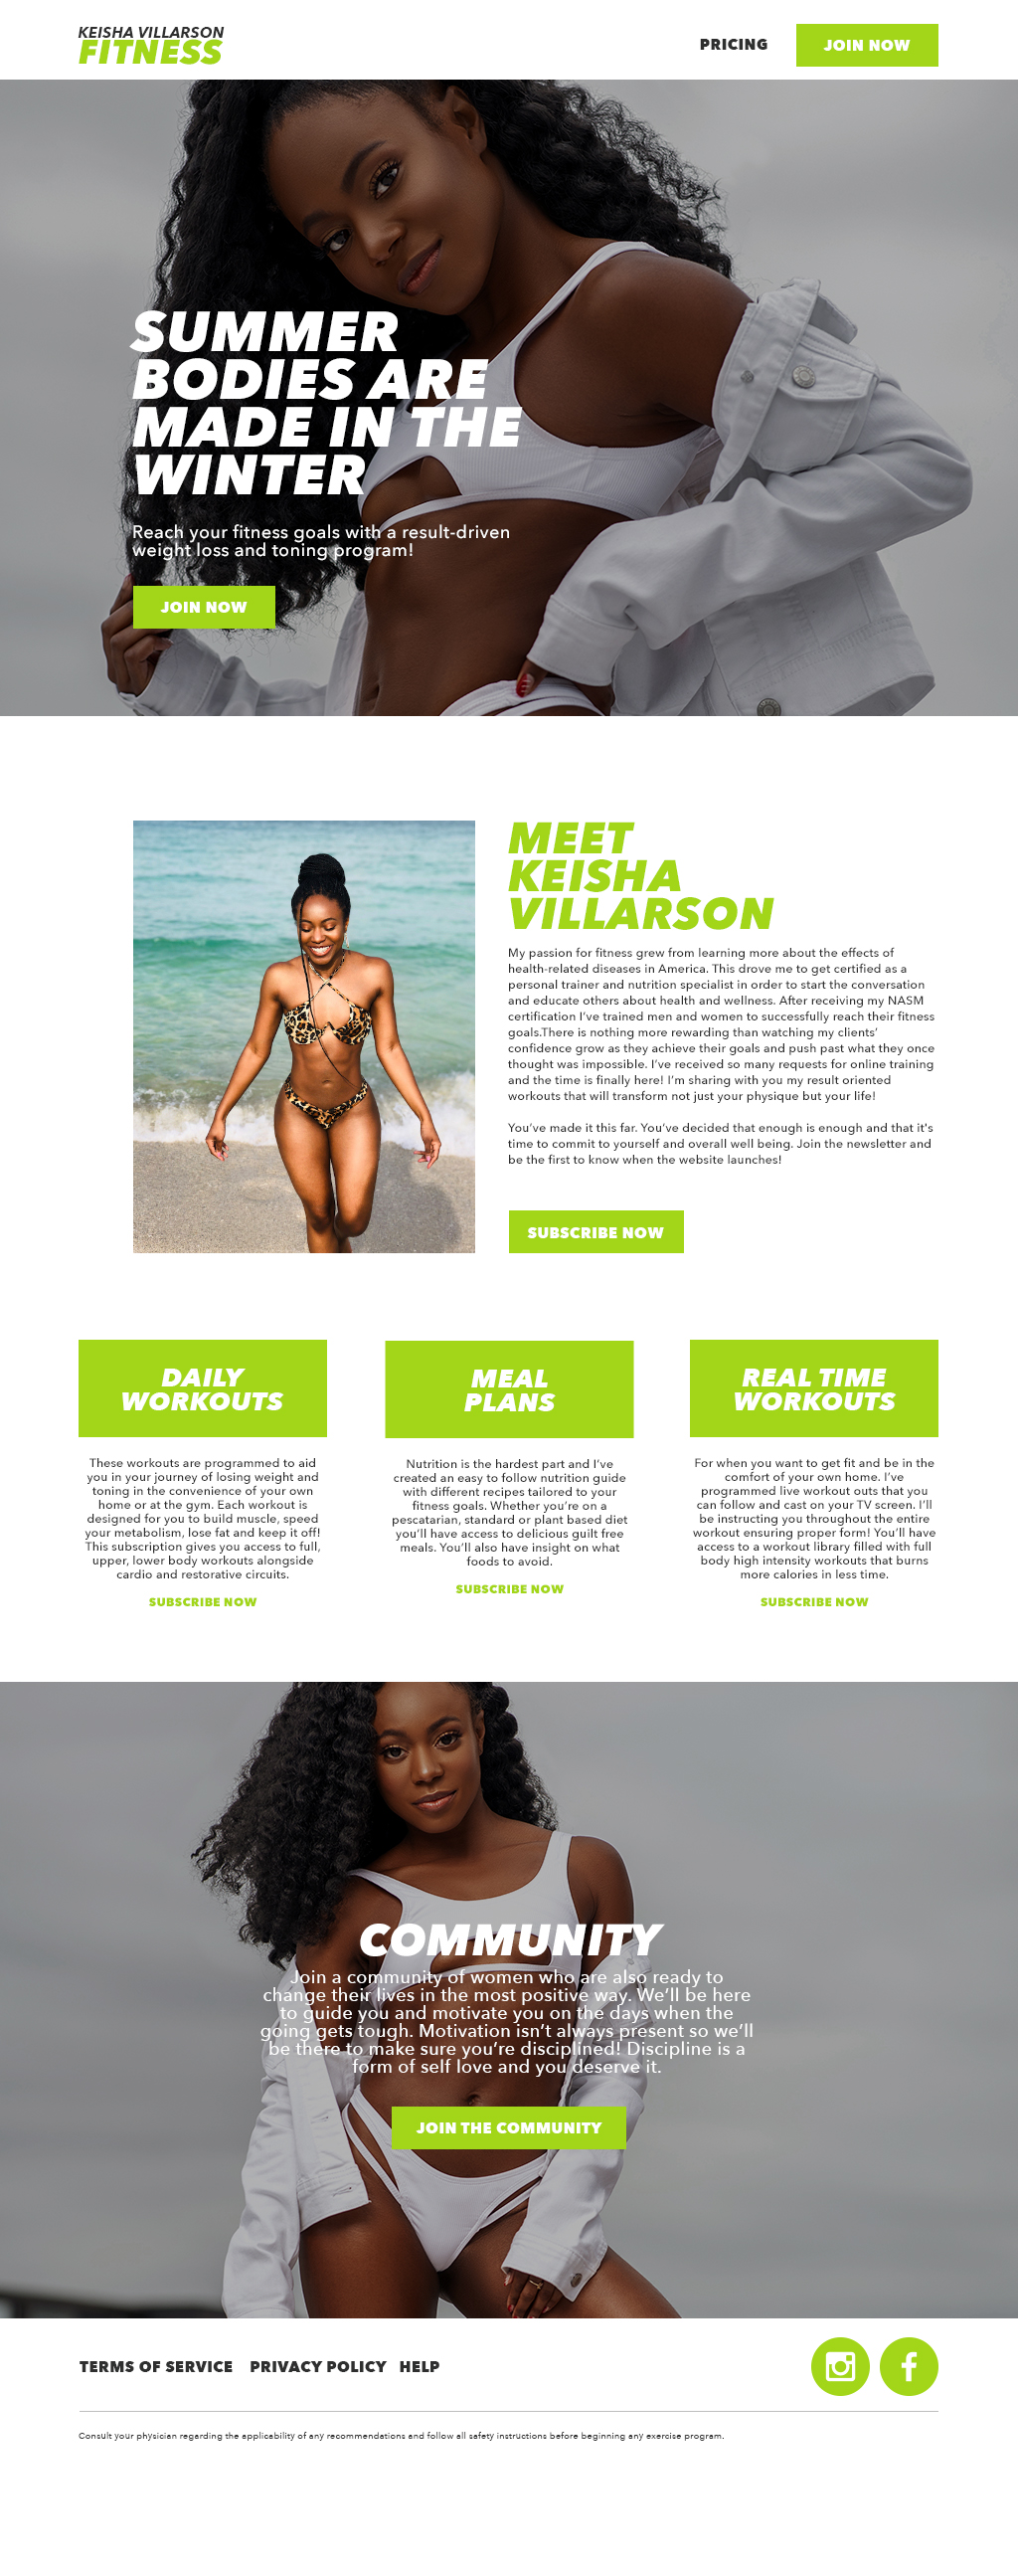 KEISHA VILLARSON
FITNESS
PRICING
JOIN NOW
SUMMER
BODIES ARE
MADE IN THE
WINTER
Reach your fitness goals with a result-driven
weight loss and toning program!
JOIN NOW
MEET
KEISHA
VILLARSON
My passion for fitness grew from learning more about the effects of
health-related diseases in America. This drove me to get certified as a
personal trainer and nutrition specialist in order to start the conversation
and educate others about health and wellness. After receiving my NASM
certification I’ve trained men and women to successfully reach their fitness
goals.There is nothing more rewarding than watching my clients’
confidence grow as they achieve their goals and push past what they once
thought was impossible. I’ve received so many requests for online training
and the time is finally here! I’m sharing with you my result oriented
workouts that will transform not just your physique but your life!
You’ve made it this far. You’ve decided that enough is enough and that it’s
time to commit to yourself and overall well being. Join the newsletter and
be the first to know when the website launches!
SUBSCRIBE NOW
DAILY
WORKOUTS
These workouts are programmed to aid
you in your journey of losing weight and
toning in the convenience of your own
home or at the gym. Each workout is
designed for you to build muscle, speed
your metabolism, lose fat and keep it off!
This subscription gives you access to full,
upper, lower body workouts alongside
cardio and restorative circuits.
SUBSCRIBE NOW
MEAL
PLANS
Nutrition is the hardest part and I’ve
created an easy to follow nutrition guide
with different recipes tailored to your
fitness goals. Whether you’re on a
pescatarian, standard or plant based diet
you’ll have access to delicious guilt free
meals. You’ll also have insight on what
foods to avoid.
SUBSCRIBE NOW
REAL TIME
WORKOUTS
For when you want to get fit and be in the
comfort of your own home. I’ve
programmed live workout outs that you
can follow and cast on your TV screen. I’ll
be instructing you throughout the entire
workout ensuring proper form! You’ll have
access to a workout library filled with full
body high intensity workouts that burns
more calories in less time.
SUBSCRIBE NOW
COMMUNITY
Join a community of women who are also ready to
change their lives in the most positive way. We’ll be here
to guide you and motivate you on the days when the
going gets tough. Motivation isn’t always present so we’ll
be there to make sure you’re disciplined! Discipline is a
form of self love and you deserve it.
JOIN THE COMMUNITY
TERMS OF SERVICE
PRIVACY POLICY
HELP
Consult your physician regarding the applicability of any recommendations and follow all safety instructions before beginning any exercise program.